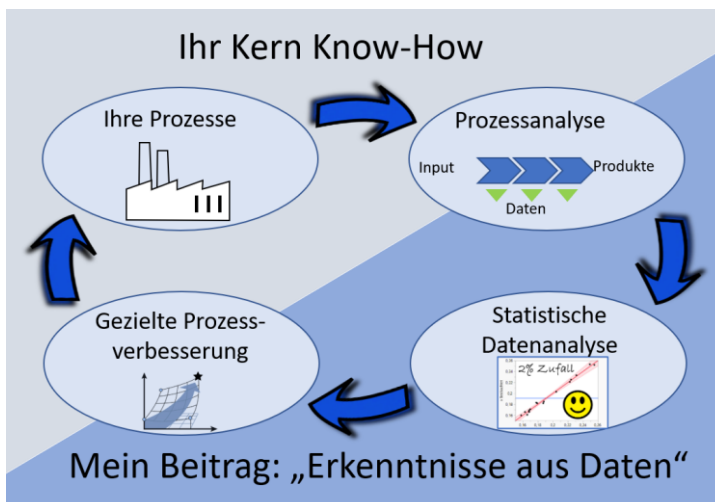 Ihr Kern Know-How
Ihre Prozesse
Prozessanalyse
Input
Produkte
Daten
Gezielte Prozess-
verbesserung
Statistische
Datenanalyse
2% Zufall
Mein Beitrag: „Erkenntnisse aus Daten“